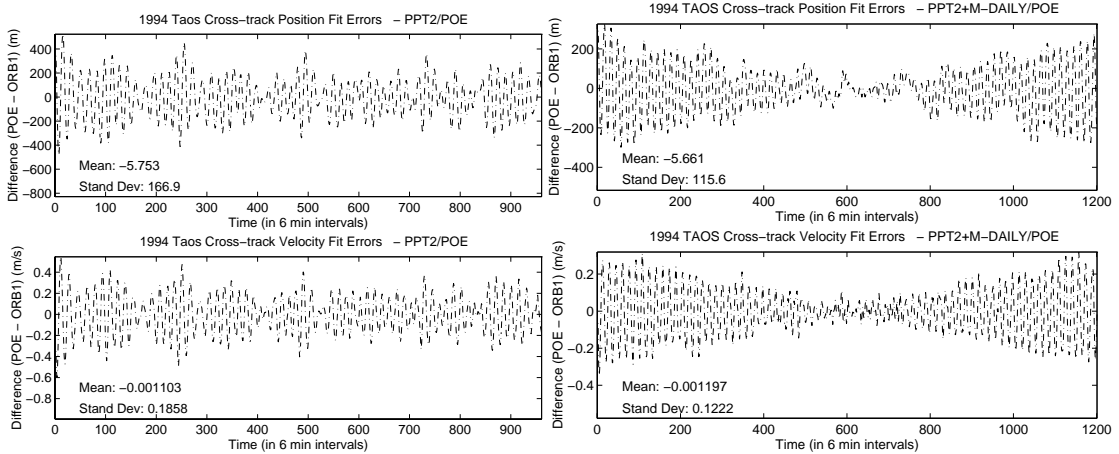 1994 Taos Cross−track Position Fit Errors − PPT2/POE
Difference (POE − ORB1) (m)
400
200
0
−200
−400
−600
−800
Mean: −5.753
Stand Dev: 166.9
0 100 200 300 400 500 600 700 800 900
Time (in 6 min intervals)
1994 TAOS Cross−track Position Fit Errors − PPT2+M−DAILY/POE
Difference (POE − ORB1) (m)
200
0
−200
−400
Mean: −5.661
Stand Dev: 115.6
0 200 400 600 800 1000 1200
Time (in 6 min intervals)
1994 Taos Cross−track Velocity Fit Errors − PPT2/POE
Difference (POE − ORB1) (m/s)
0.4
0.2
0
−0.2
−0.4
−0.6
−0.8
Mean: −0.001103
Stand Dev: 0.1858
0 100 200 300 400 500 600 700 800 900
Time (in 6 min intervals)
1994 TAOS Cross−track Velocity Fit Errors − PPT2+M−DAILY/POE
Difference (POE − ORB1) (m/s)
0.2
0
−0.2
−0.4
Mean: −0.001197
Stand Dev: 0.1222
0 200 400 600 800 1000 1200
Time (in 6 min intervals)